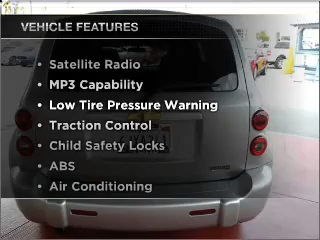 VEHICLE FEATURES
• Satellite Radio
• MP3 Capability
• Low Tire Pressure Warning
• Traction Control
• Child Safety Locks
• ABS
• Air Conditioning